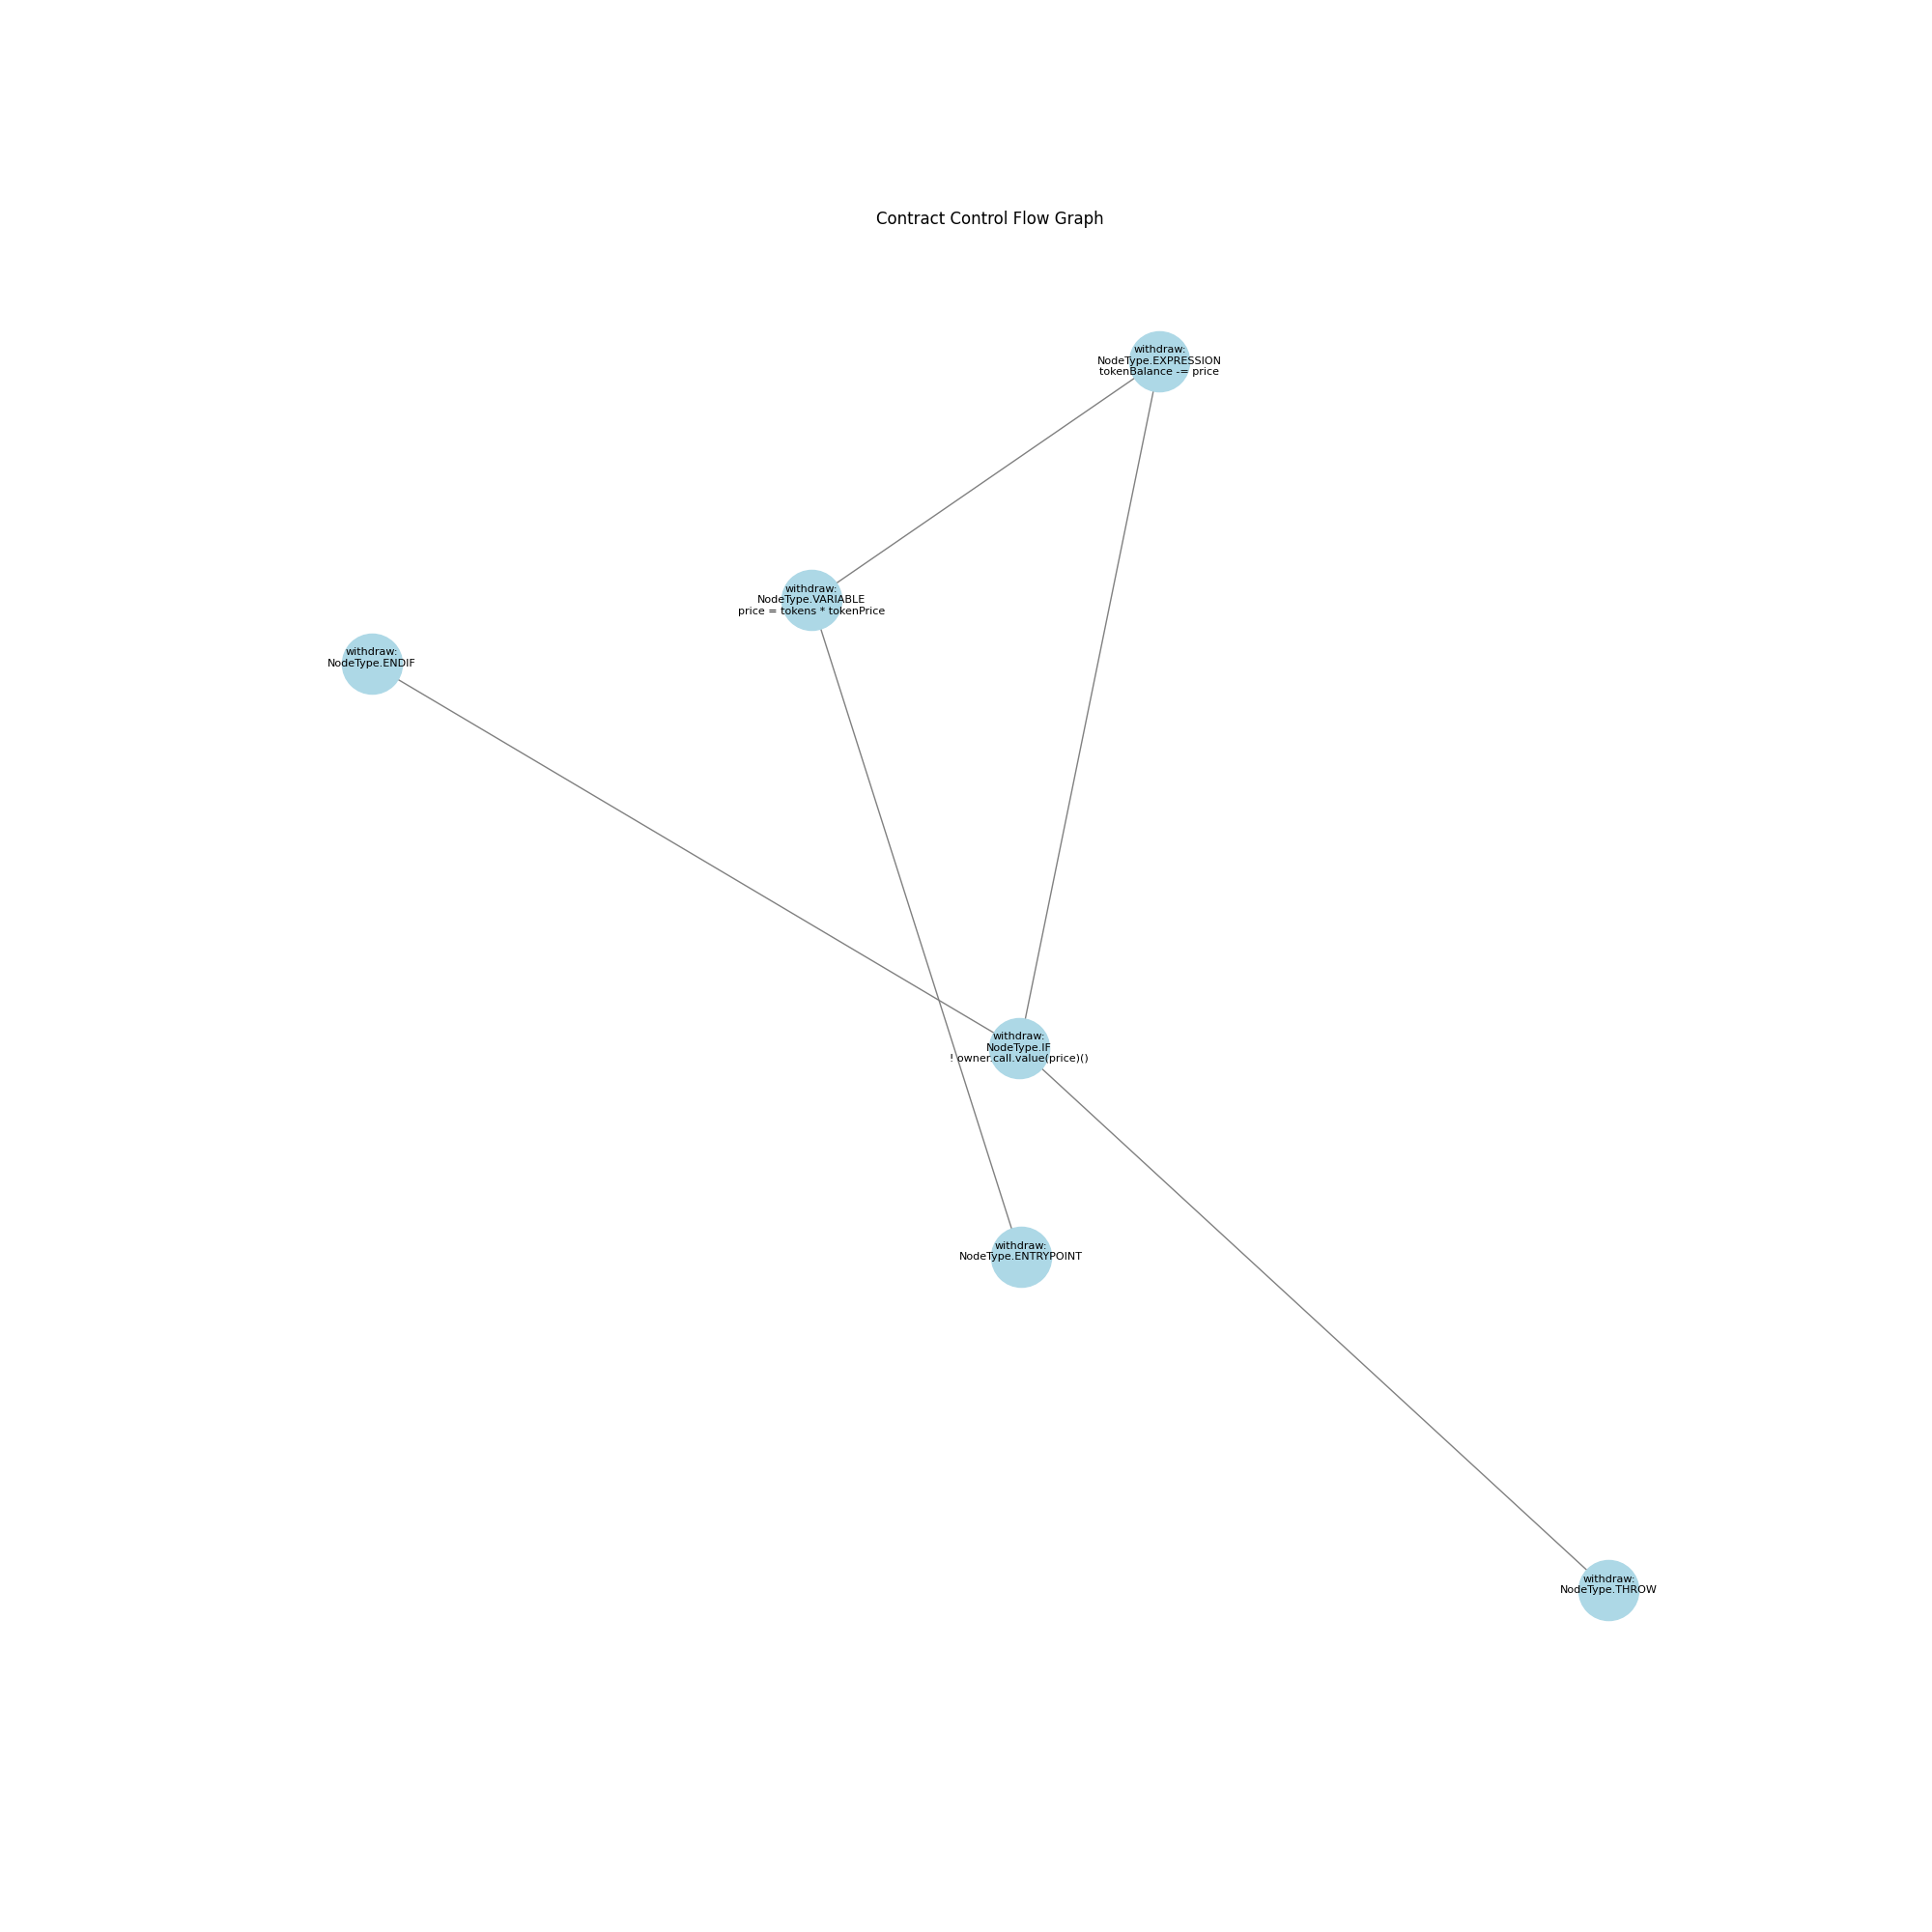 Contract Control Flow Graph
withdraw:
NodeType.EXPRESSION
tokenBalance -= price
withdraw:
NodeType.VARIABLE
price = tokens * tokenPrice
withdraw:
NodeType.ENDIF
withdraw:
NodeType.IF
! owner.call.value(price)()
withdraw:
NodeType.ENTRYPOINT
withdraw:
NodeType.THROW